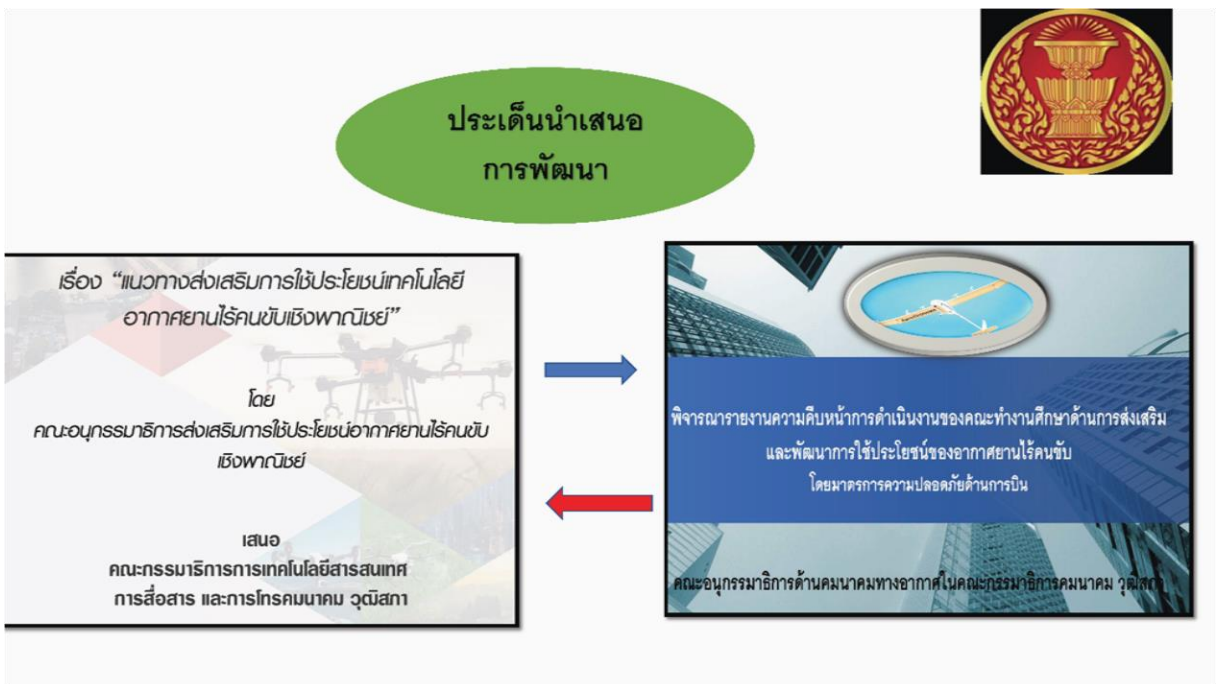 ประเด็นนำเสนอ
การพัฒนา
เรื่อง “แนวทางส่งเสริมการใช้ประโยชน์เทคโนโลยี
อากาศยานไร้คนขับเชิงพาณิชย์”
โดย
คณะอนุกรรมาธิการส่งเสริมการใช้ประโยชน์อากาศยานไร้คนขับ
เชิงพาณิชย์
เสนอ
คณะกรรมาธิการการเทคโนโลยีสารสนเทศ
การสื่อสาร และการโทรคมนาคม วุฒิสภา
พิจารณารายงานความคืบหน้าการดำเนินงานของคณะทำงานศึกษาด้านการส่งเสริม
และพัฒนาการใช้ประโยชน์ของอากาศยานไร้คนขับ
โดยมาตรการความปลอดภัยด้านการบิน
คณะอนุกรรมาธิการด้านคมนาคมทางอากาศในคณะกรรมาธิการคมนาคม วุฒิสภา